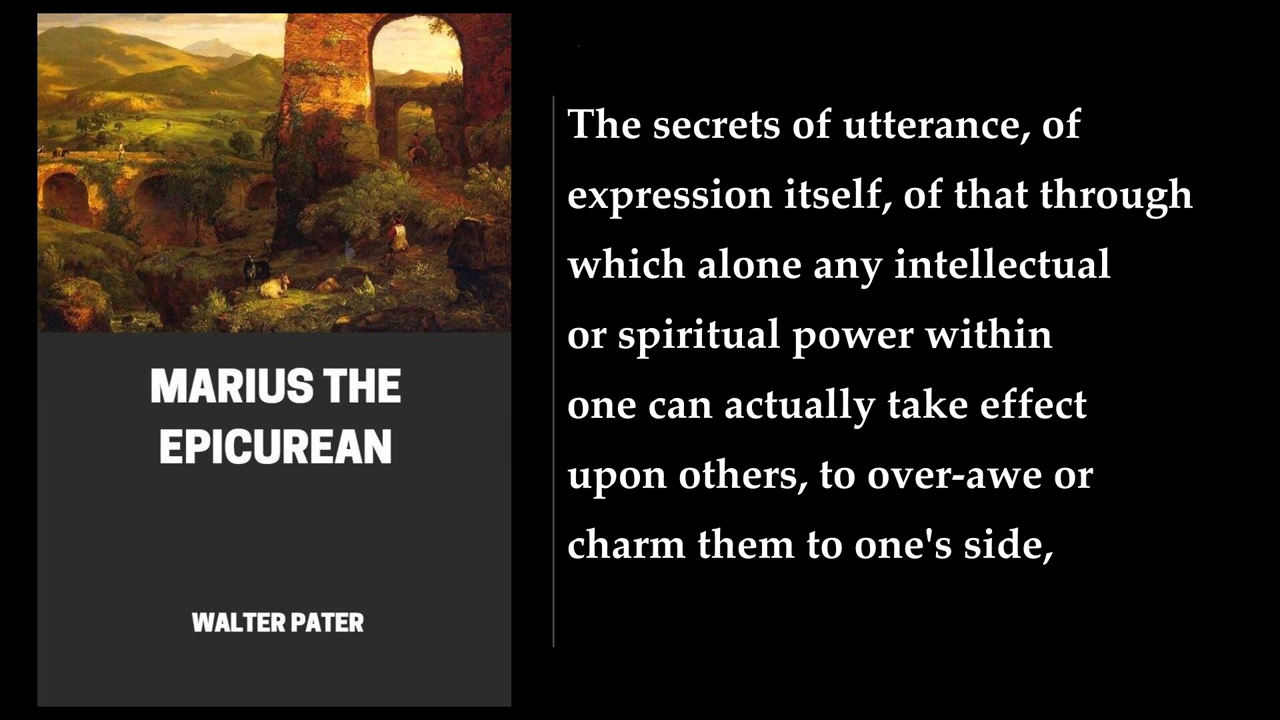 MARIUS THE
EPICUREAN
WALTER PATER
The secrets of utterance, of
expression itself, of that through
which alone any intellectual
or spiritual power within
one can actually take effect
upon others, to over-awe or
charm them to one's side,